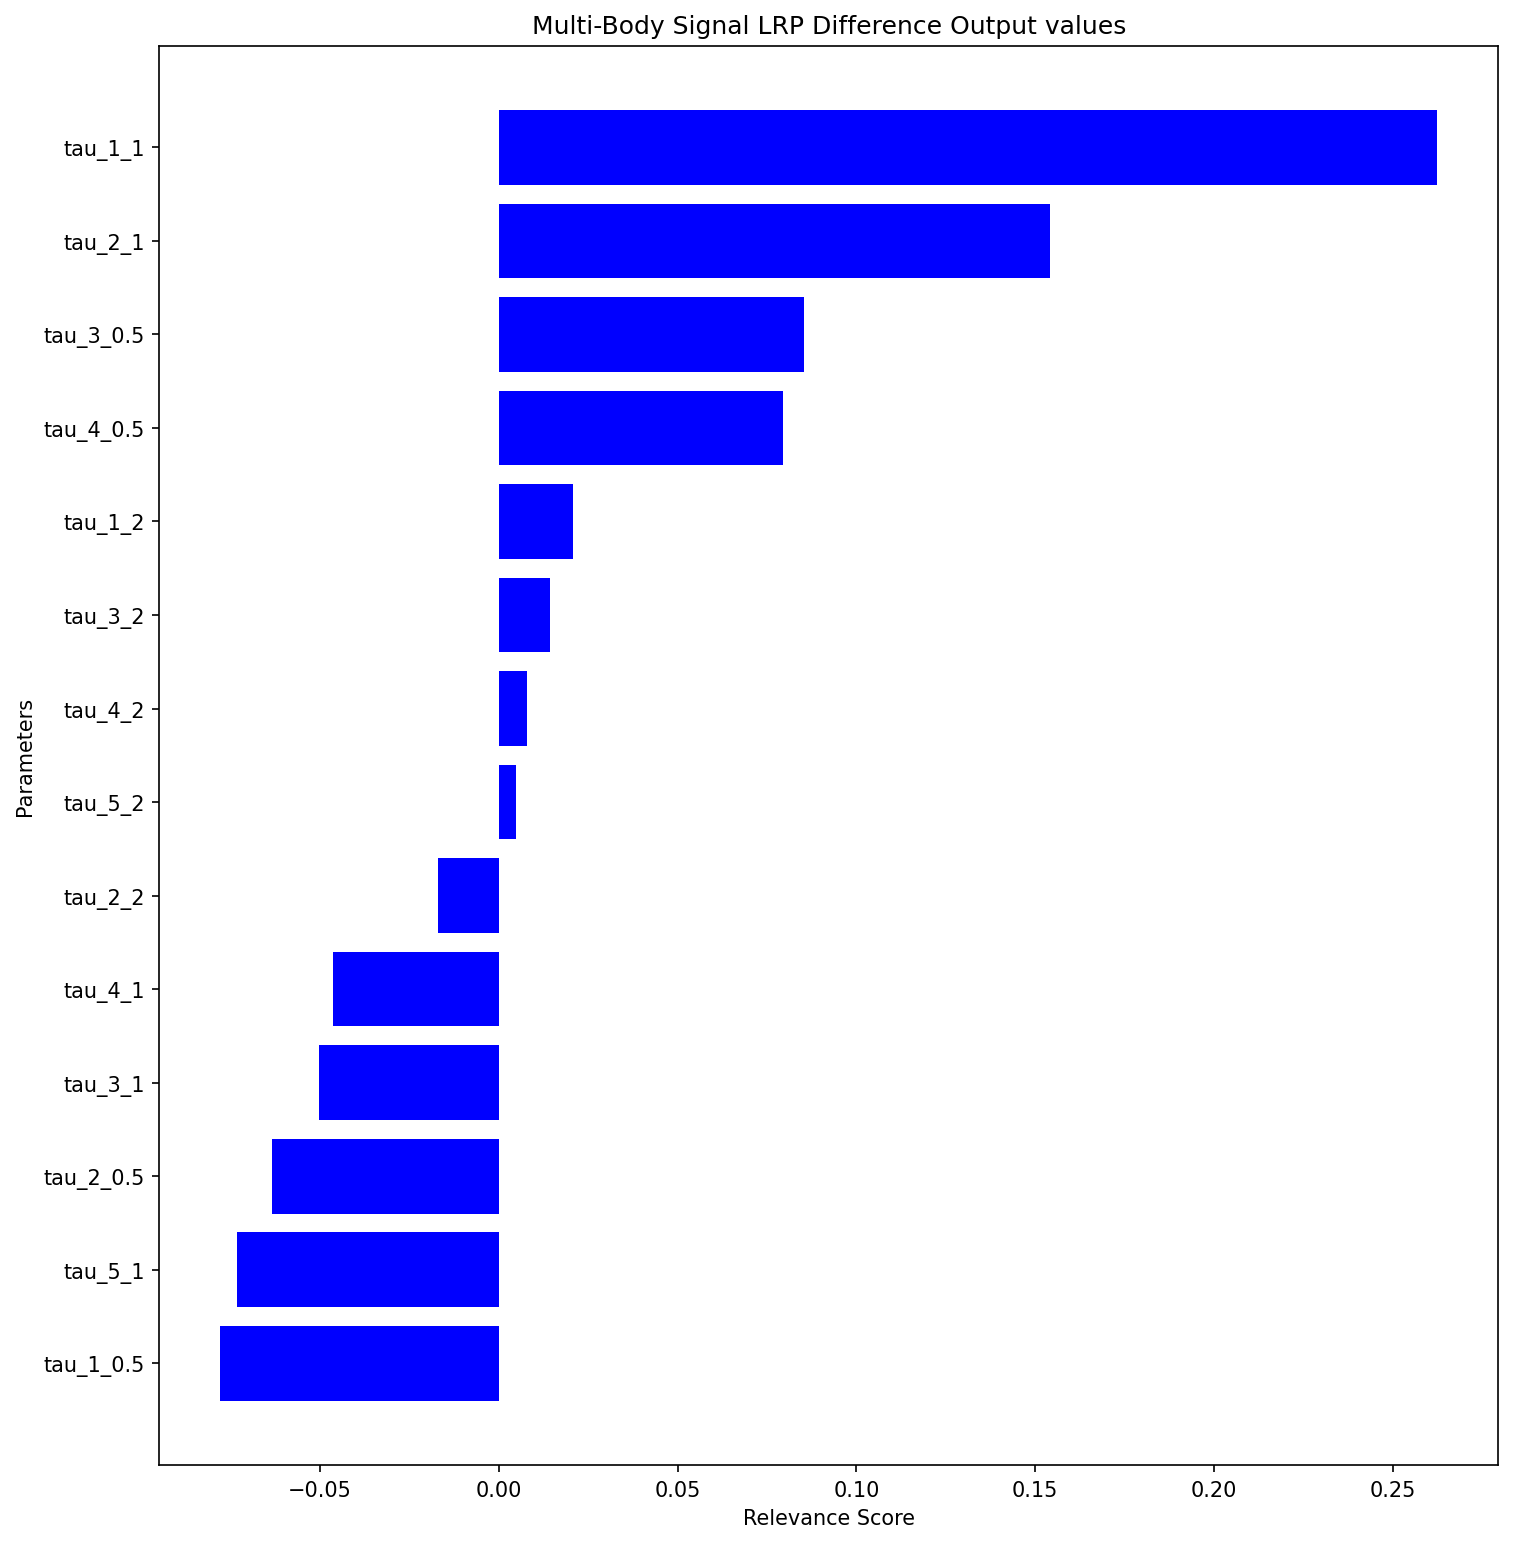 Multi-Body Signal LRP Difference Output values
tau_1_1
tau_2_1
tau_3_0.5
tau_4_0.5
tau_1_2
tau_3_2
tau_4_2
tau_5_2
tau_2_2
tau_4_1
tau_3_1
tau_2_0.5
tau_5_1
tau_1_0.5
Parameters
−0.05 0.00 0.05 0.10 0.15 0.20 0.25
Relevance Score